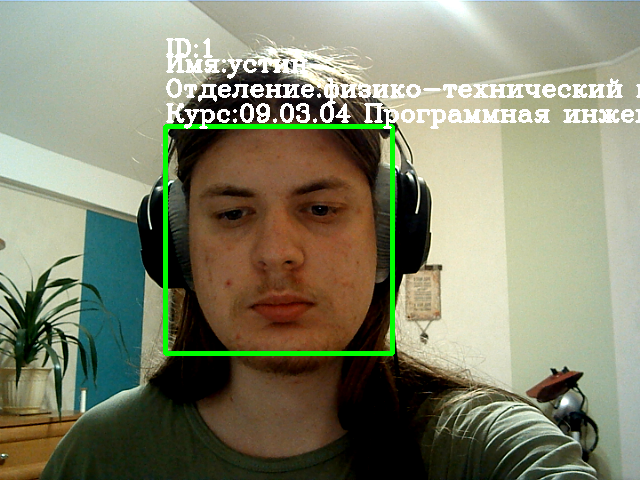 ID:1
Имя:устин
Отделение:физико-технический
Курс:09.03.04 Программная